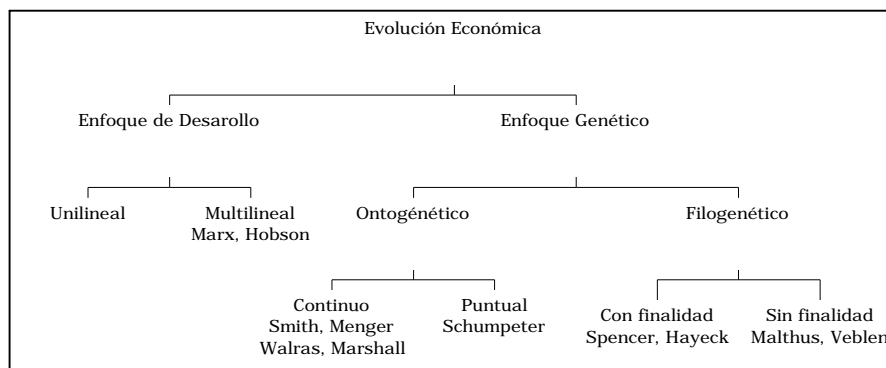 Evolución Económica
Enfoque de Desarollo
Enfoque Genético
Unilineal
Multilineal
Marx, Hobson
Ontogénético
Filogenético
Continuo
Smith, Menger
Walras, Marshall
Puntual
Schumpeter
Con finalidad
Spencer, Hayeck
Sin finalidad
Malthus, Veblen